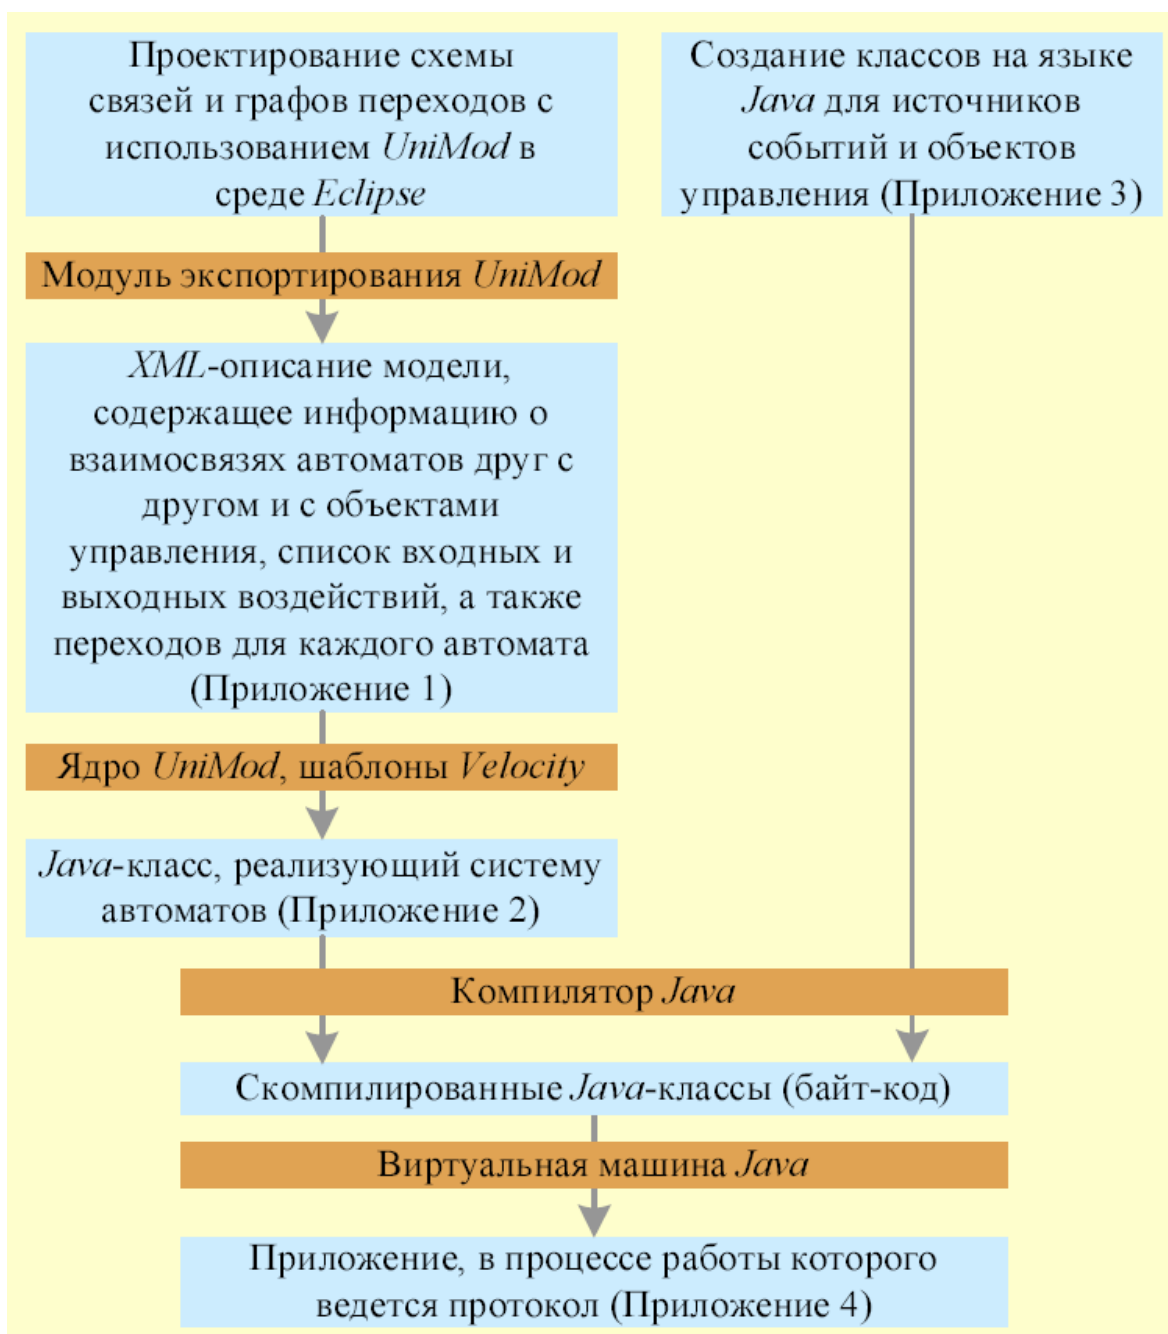 Проектирование схемы
связей и графов переходов с
использованием UniMod в
среде Eclipse
Создание классов на языке
Java для источников
событий и объектов
управления (Приложение 3)
Модуль экспортирования UniMod
XML-описание модели,
содержащее информацию о
взаимосвязях автоматов друг с
другом и с объектами
управления, список входных и
выходных воздействий, а также
переходов для каждого автомата
(Приложение 1)
Ядро UniMod, шаблоны Velocity
Java-класс, реализующий систему
автоматов (Приложение 2)
Компилятор Java
Скомпилированные Java-классы (байт-код)
Виртуальная машина Java
Приложение, в процессе работы которого
ведется протокол (Приложение 4)